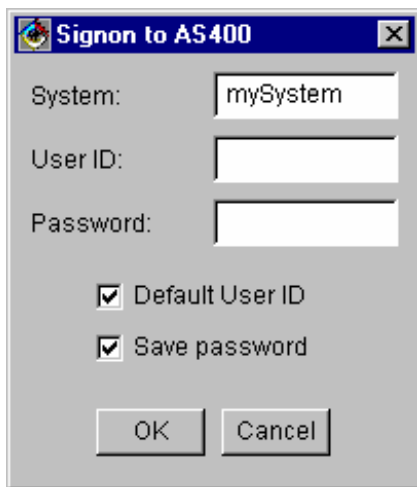 Signon to AS400
System: mySystem
User ID:
Password:
Default User ID
Save password
OK Cancel